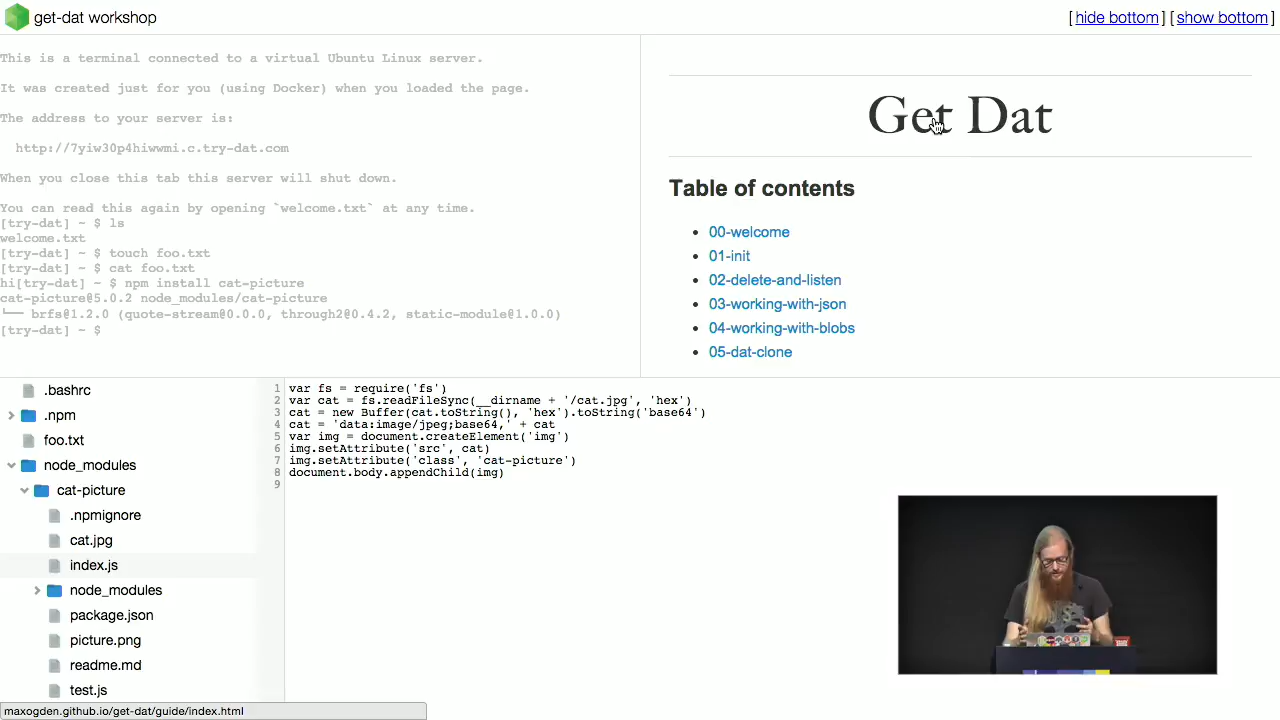 get-dat workshop
[ hide bottom ] [ show bottom ]
This is a terminal connected to a virtual Ubuntu Linux server.
It was created just for you (using Docker) when you loaded the page.
The address to your server is:
http://7yiw30p4hiwwmi.c.try-dat.com
When you close this tab this server will shut down.
You can read this again by opening `welcome.txt` at any time.
[try-dat] ~ $ ls
welcome.txt
[try-dat] ~ $ touch foo.txt
[try-dat] ~ $ cat foo.txt
hi[try-dat] ~ $ npm install cat-picture
cat-picture@5.0.2 node_modules/cat-picture
└── brfs@1.2.0 (quote-stream@0.0.0, through2@0.4.2, static-module@1.0.0)
[try-dat] ~ $
Get Dat
Table of contents
• 00-welcome
• 01-init
• 02-delete-and-listen
• 03-working-with-json
• 04-working-with-blobs
• 05-dat-clone
.bashrc
.npm
foo.txt
node_modules
cat-picture
.npmignore
cat.jpg
index.js
node_modules
package.json
picture.png
readme.md
test.js
1 var fs = require('fs')
2 var cat = fs.readFileSync(__dirname + '/cat.jpg', 'hex')
3 cat = new Buffer(cat.toString(), 'hex').toString('base64')
4 cat = 'data:image/jpeg;base64,' + cat
5 var img = document.createElement('img')
6 img.setAttribute('src', cat)
7 img.setAttribute('class', 'cat-picture')
8 document.body.appendChild(img)
9
maxogden.github.io/get-dat/guide/index.html